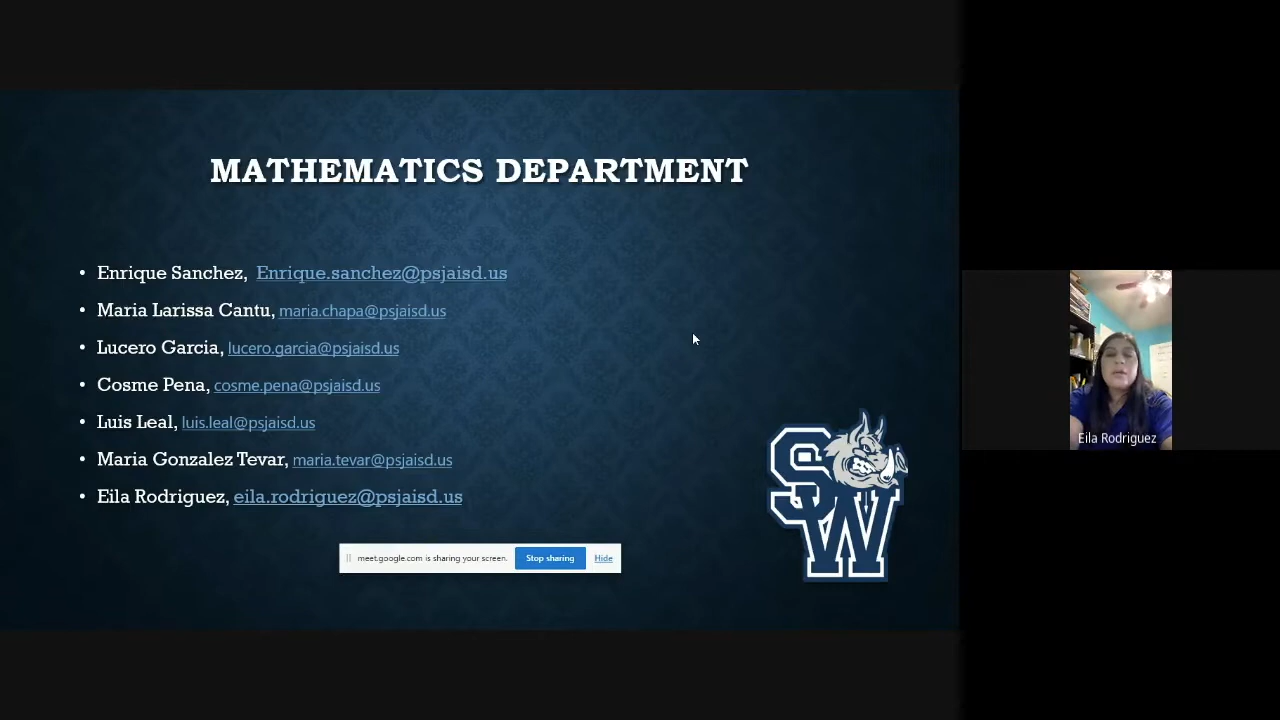 MATHEMATICS DEPARTMENT
• Enrique Sanchez, Enrique.sanchez@psjaisd.us
• Maria Larissa Cantu, maria.chapa@psjaisd.us
• Lucero Garcia, lucero.garcia@psjaisd.us
• Cosme Pena, cosme.pena@psjaisd.us
• Luis Leal, luis.leal@psjaisd.us
• Maria Gonzalez Tevar, maria.tevar@psjaisd.us
• Eila Rodriguez, eila.rodriguez@psjaisd.us
SW
meet.google.com is sharing your screen. Stop sharing Hide
Eila Rodriguez